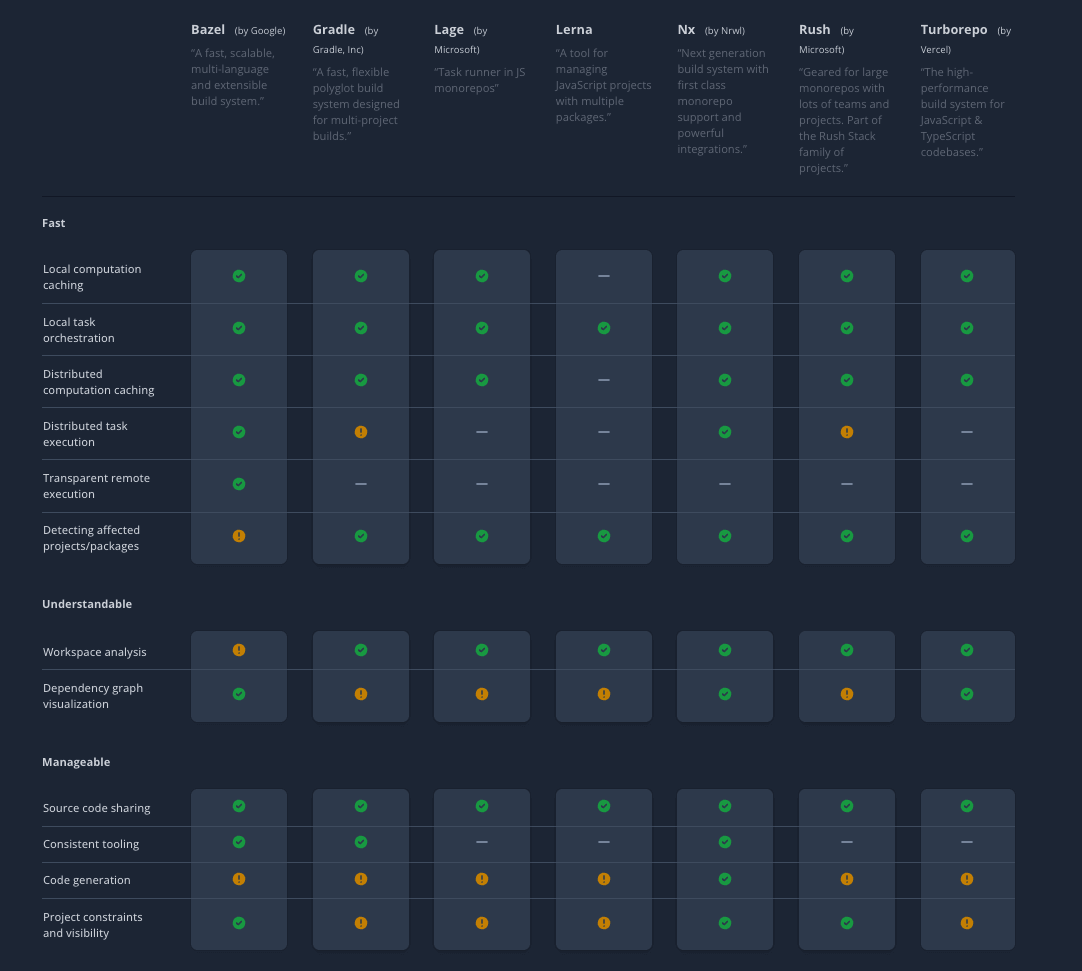 Bazel (by Google)
"A fast, scalable,
multi-language
and extensible
build system."
Gradle (by
Gradle, Inc)
"A fast, flexible
polyglot build
system designed
for multi-project
builds."
Lage (by
Microsoft)
"Task runner in JS
monorepos"
Lerna
"A tool for
managing
JavaScript projects
with multiple
packages."
Nx (by Nrwl)
"Next generation
build system with
first class
monorepo
support and
powerful
integrations."
Rush (by
Microsoft)
"Geared for large
monorepos with
lots of teams and
projects. Part of
the Rush Stack
family of
projects."
Turborepo (by
Vercel)
"The high-
performance
build system for
JavaScript &
TypeScript
codebases."
Fast
Local computation
caching
Local task
orchestration
Distributed
computation caching
Distributed task
execution
Transparent remote
execution
Detecting affected
projects/packages
Understandable
Workspace analysis
Dependency graph
visualization
Manageable
Source code sharing
Consistent tooling
Code generation
Project constraints
and visibility